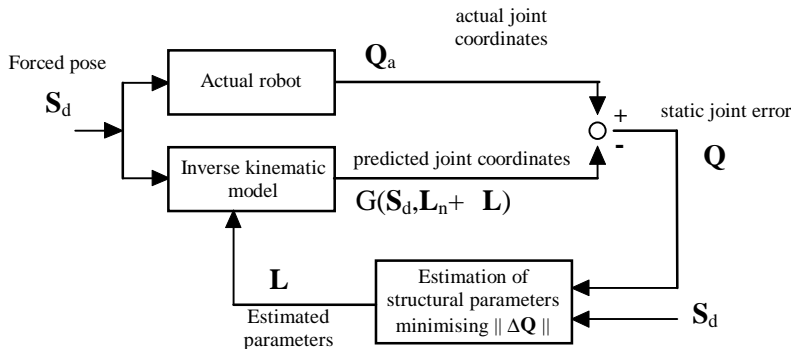 actual joint
coordinates
Forced pose
Actual robot
Qa
Sd
+
-
static joint error
Q
Inverse kinematic
model
predicted joint coordinates
G(Sd,Ln+ L)
L
Estimated
parameters
Estimation of
structural parameters
minimising || ΔQ ||
Sd